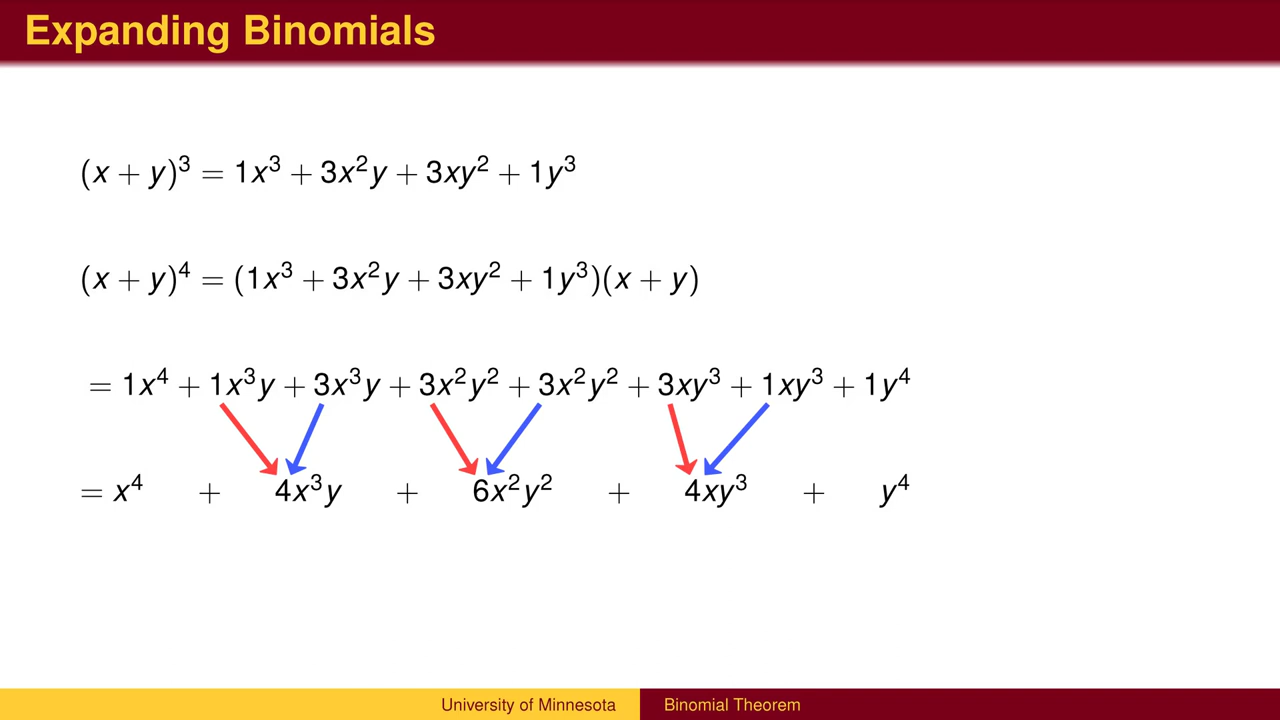 Expanding Binomials
(x + y)³ = 1x³ + 3x²y + 3xy² + 1y³
(x + y)⁴ = (1x³ + 3x²y + 3xy² + 1y³)(x + y)
= 1x⁴ + 1x³y + 3x³y + 3x²y² + 3x²y² + 3xy³ + 1xy³ + 1y⁴
= x⁴ + 4x³y + 6x²y² + 4xy³ + y⁴
University of Minnesota
Binomial Theorem